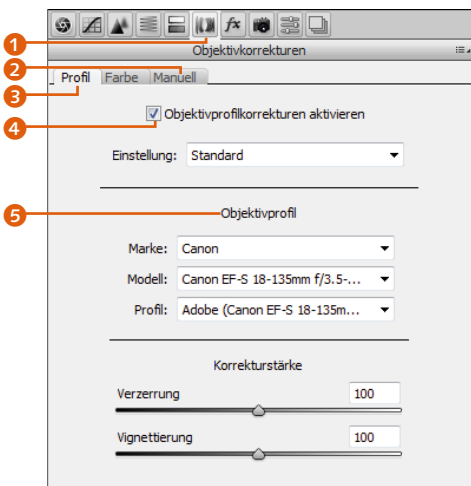 fx
1
Objektivkorrekturen
2
Profil Farbe Manuell
3
Objektivprofilkorrekturen aktivieren
4
Einstellung: Standard
5
Objektivprofil
Marke: Canon
Modell: Canon EF-S 18-135mm f/3.5-...
Profil: Adobe (Canon EF-S 18-135m...
Korrekturstärke
Verzerrung 100
Vignettierung 100